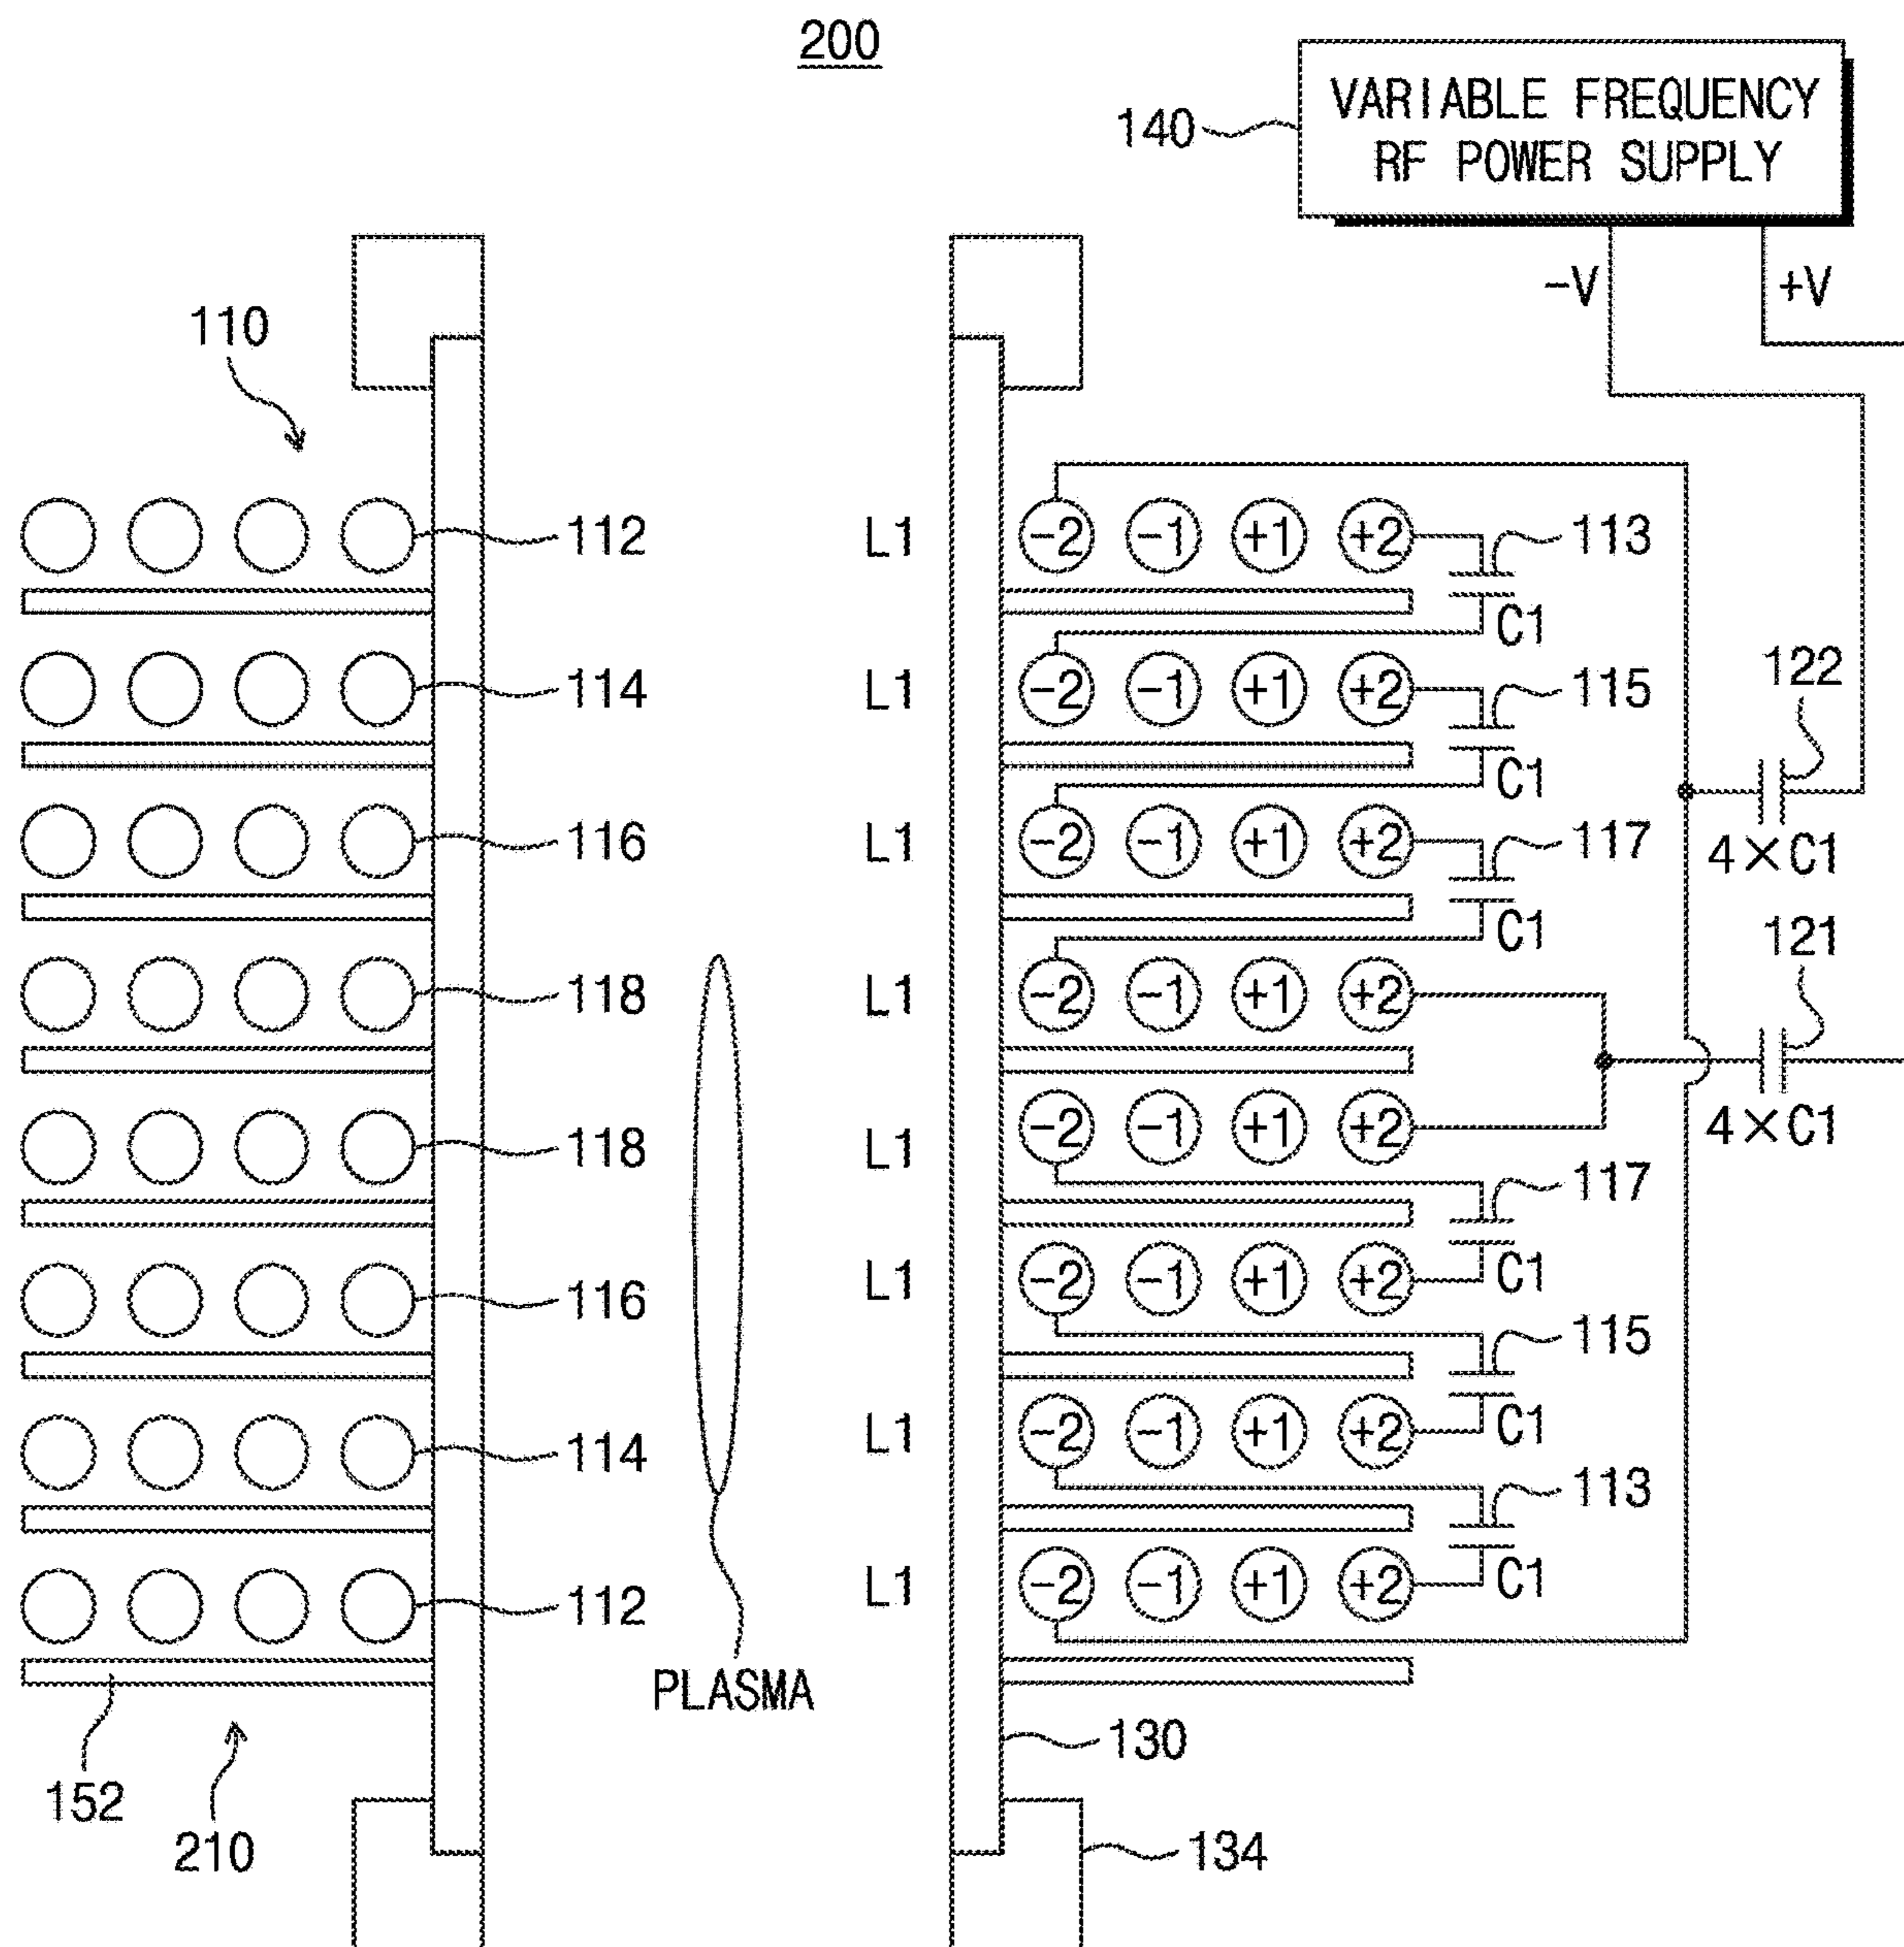 200
VARIABLE FREQUENCY
RF POWER SUPPLY
140
-V
+V
110
112
L1
-2 -1 +1 +2
113
C1
114
L1
-2 -1 +1 +2
115
C1
122
4×C1
116
L1
-2 -1 +1 +2
117
C1
121
4×C1
118
L1
-2 -1 +1 +2
118
L1
-2 -1 +1 +2
117
C1
116
L1
-2 -1 +1 +2
115
C1
114
L1
-2 -1 +1 +2
113
C1
112
L1
-2 -1 +1 +2
PLASMA
152
210
130
134